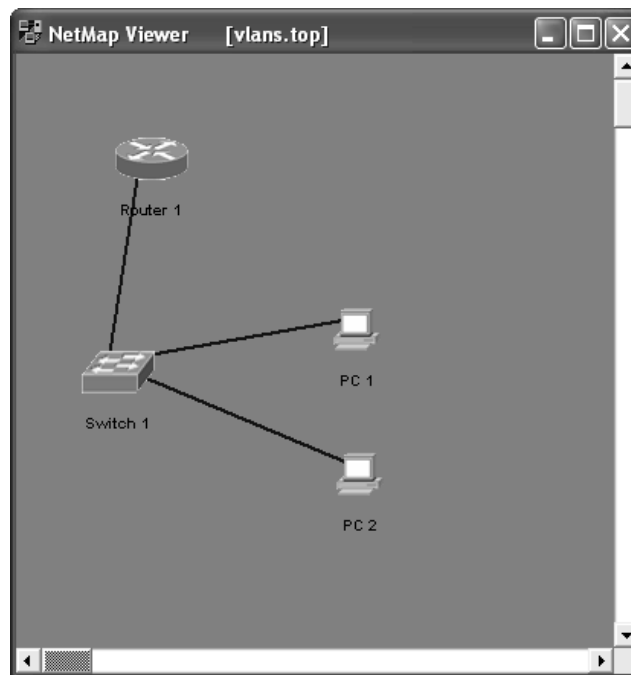 NetMap Viewer [vlans.top]
Router 1
PC 1
Switch 1
PC 2